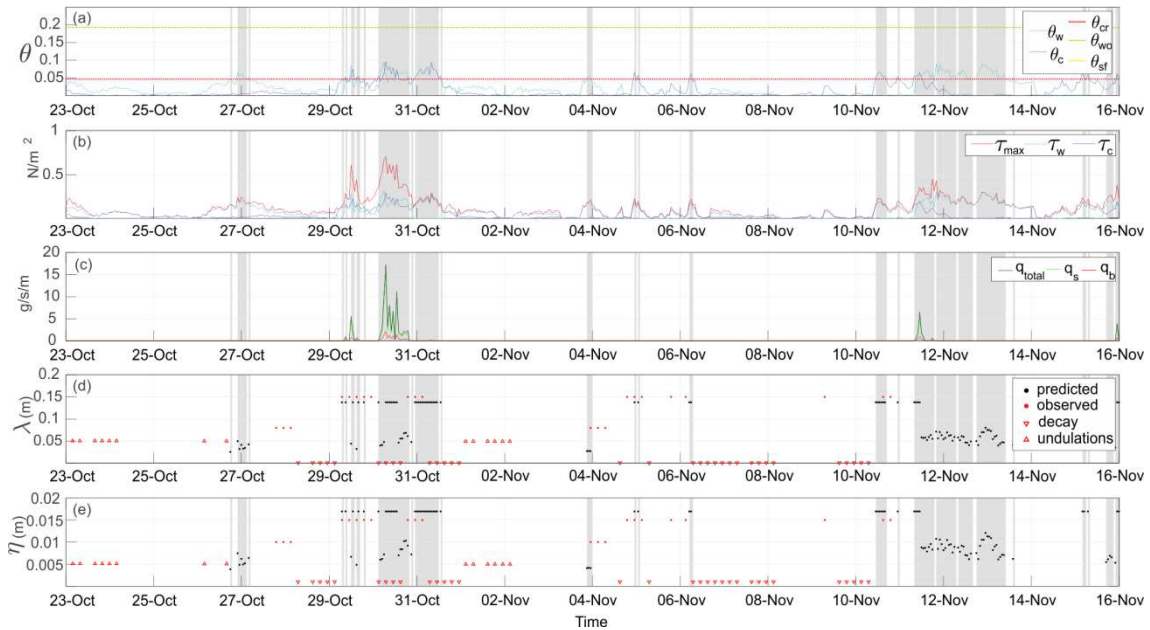 (a)
θ
0.2
0.15
0.1
0.05
θw θcr
θc θwo
θsf
23-Oct 25-Oct 27-Oct 29-Oct 31-Oct 02-Nov 04-Nov 06-Nov 08-Nov 10-Nov 12-Nov 14-Nov 16-Nov
(b)
N/m²
1
0.5
0
τmax τw τc
23-Oct 25-Oct 27-Oct 29-Oct 31-Oct 02-Nov 04-Nov 06-Nov 08-Nov 10-Nov 12-Nov 14-Nov 16-Nov
(c)
g/s/m
20
15
10
5
0
qtotal qs qb
23-Oct 25-Oct 27-Oct 29-Oct 31-Oct 02-Nov 04-Nov 06-Nov 08-Nov 10-Nov 12-Nov 14-Nov 16-Nov
(d)
λ (m)
0.2
0.15
0.1
0.05
predicted
observed
decay
undulations
23-Oct 25-Oct 27-Oct 29-Oct 31-Oct 02-Nov 04-Nov 06-Nov 08-Nov 10-Nov 12-Nov 14-Nov 16-Nov
(e)
η (m)
0.02
0.015
0.01
0.005
23-Oct 25-Oct 27-Oct 29-Oct 31-Oct 02-Nov 04-Nov 06-Nov 08-Nov 10-Nov 12-Nov 14-Nov 16-Nov
Time